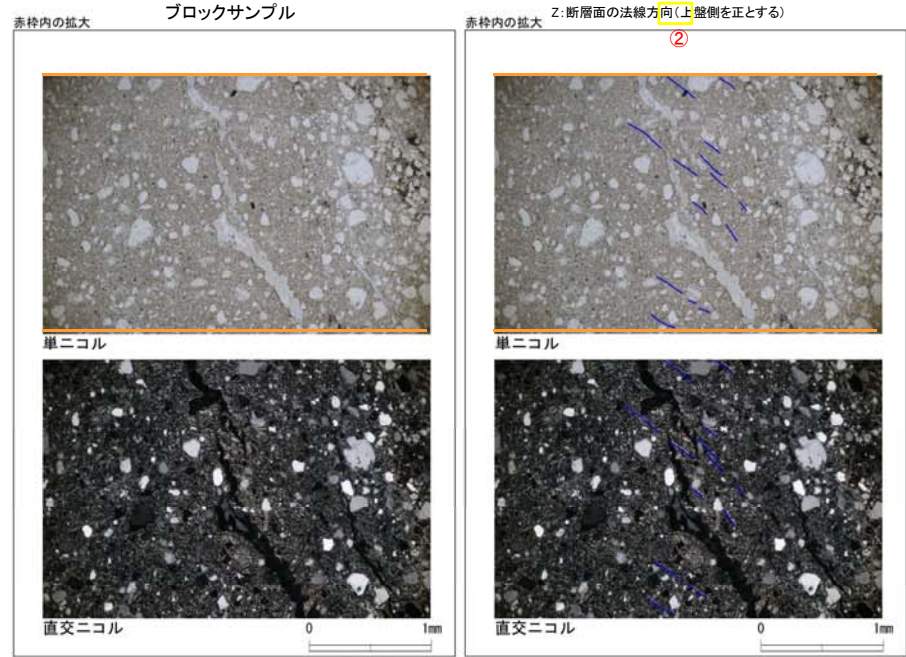 ブロックサンプル
Z:断層面の法線方向(上盤側を正とする)
②
赤枠内の拡大
単ニコル
直交ニコル
0 1mm
赤枠内の拡大
単ニコル
直交ニコル
0 1mm